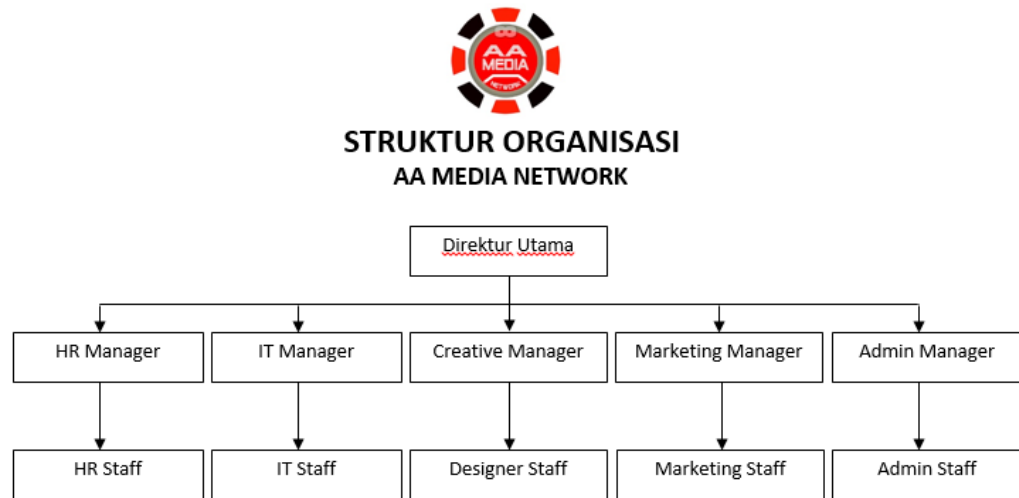 AA
MEDIA
NETWORK
STRUKTUR ORGANISASI
AA MEDIA NETWORK
Direktur Utama
HR Manager
IT Manager
Creative Manager
Marketing Manager
Admin Manager
HR Staff
IT Staff
Designer Staff
Marketing Staff
Admin Staff